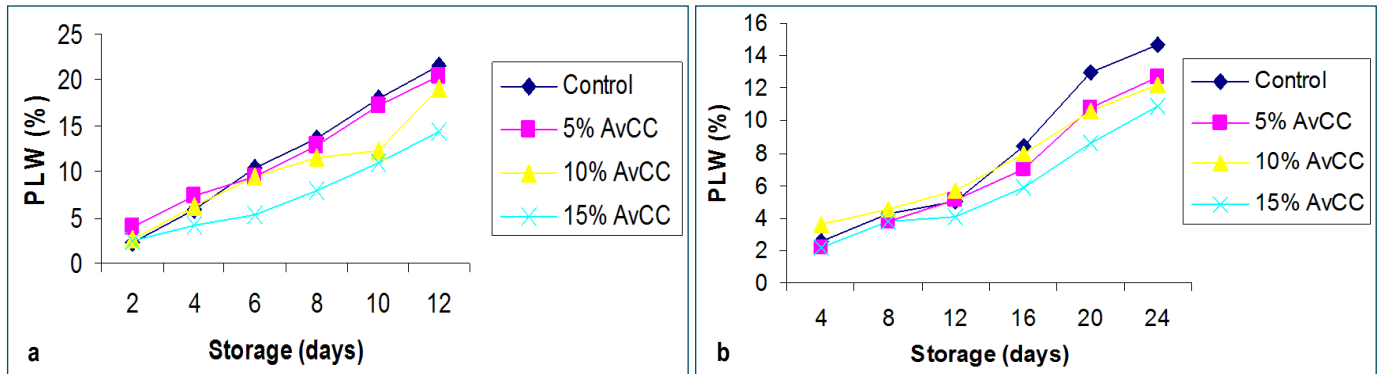 25
20
15
10
5
0
PLW (%)
2 4 6 8 10 12
Storage (days)
a
Control
5% AvCC
10% AvCC
15% AvCC
16
14
12
10
8
6
4
2
0
PLW (%)
4 8 12 16 20 24
Storage (days)
b
Control
5% AvCC
10% AvCC
15% AvCC